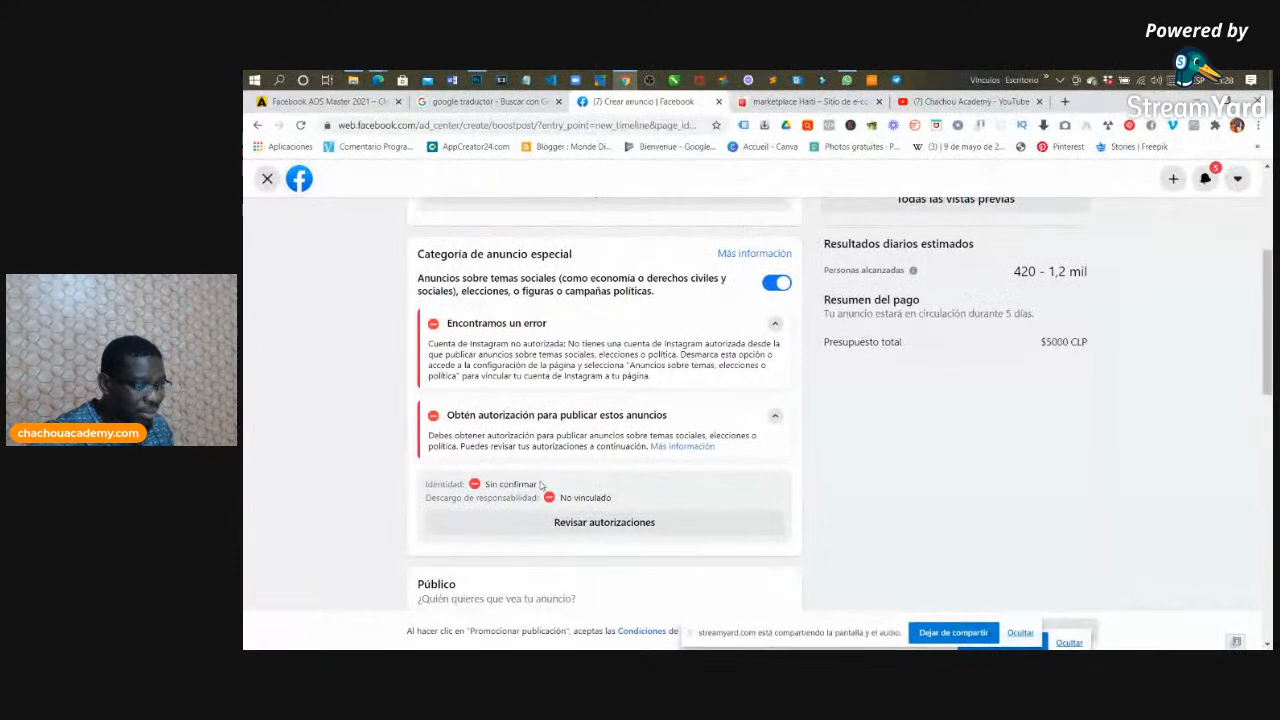 Powered by
StreamYard
Vínculos Escritorio
Facebook ADS Master 2021 – Cl
google traductor - Buscar con G
(7) Crear anuncio | Facebook
marketplace Haiti – Sitio de e-cc
Chachou Academy - YouTube
web.facebook.com/ad_center/create/boostpost/?entry_point=new_timeline&page_id...
Aplicaciones
Comentario Progra...
AppCreator24.com
Blogger : Monde Di...
Bienvenue - Google...
Accueil - Canva
Photos gratuites · P...
(3) | 9 de mayo de 2...
Pinterest
Stories | Freepik
5
Todas las vistas previas
Categoría de anuncio especial
Más información
Anuncios sobre temas sociales (como economía o derechos civiles y
sociales), elecciones, o figuras o campañas políticas.
Encontramos un error
Cuenta de Instagram no autorizada: No tienes una cuenta de Instagram autorizada desde la
que publicar anuncios sobre temas sociales, elecciones o política. Desmarca esta opción o
accede a la configuración de la página y selecciona "Anuncios sobre temas, elecciones o
política" para vincular tu cuenta de Instagram a tu página.
Obtén autorización para publicar estos anuncios
Debes obtener autorización para publicar anuncios sobre temas sociales, elecciones o
política. Puedes revisar tus autorizaciones a continuación. Más información
Identidad: Sin confirmar
Descargo de responsabilidad: No vinculado
Revisar autorizaciones
Público
¿Quién quieres que vea tu anuncio?
Resultados diarios estimados
Personas alcanzadas 420 - 1,2 mil
Resumen del pago
Tu anuncio estará en circulación durante 5 días.
Presupuesto total $5000 CLP
Al hacer clic en "Promocionar publicación", aceptas las Condiciones de
streamyard.com está compartiendo la pantalla y el audio.
Dejar de compartir
Ocultar
Ocultar
chachouacademy.com